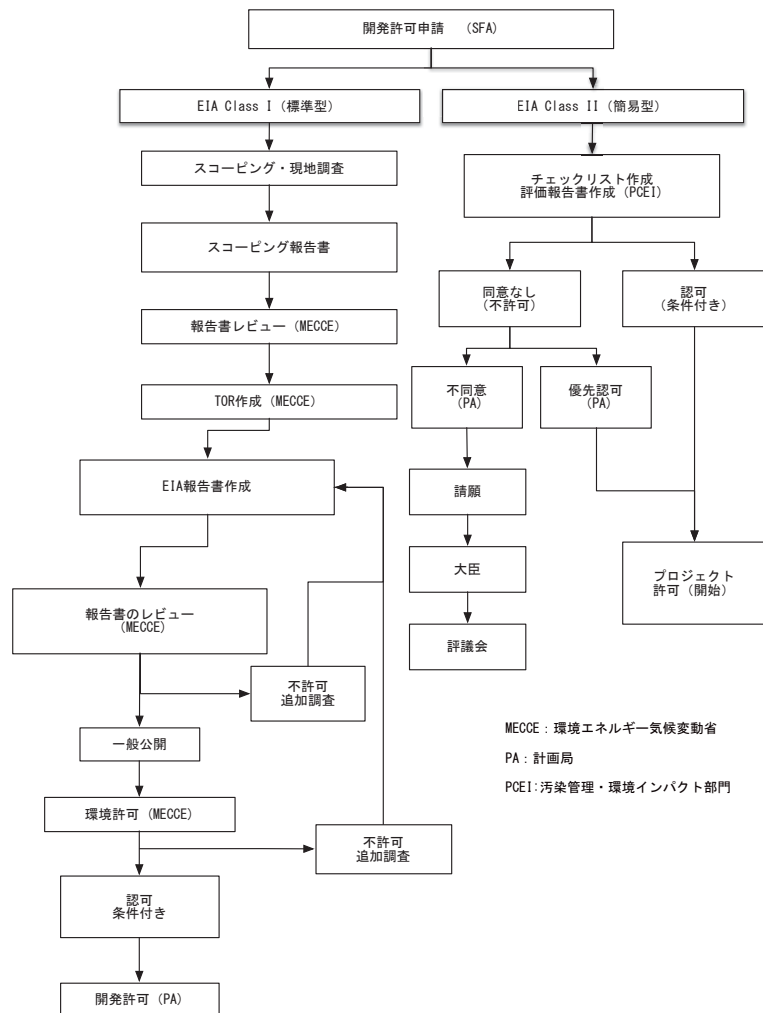 開発許可申請 (SFA)
EIA Class I (標準型)
EIA Class II (簡易型)
スコーピング・現地調査
チェックリスト作成
評価報告書作成 (PCEI)
スコーピング報告書
同意なし
(不許可)
認可
(条件付き)
報告書レビュー (MECCE)
不同意
(PA)
優先認可
(PA)
TOR作成 (MECCE)
EIA報告書作成
請願
大臣
プロジェクト
許可 (開始)
報告書のレビュー
(MECCE)
評議会
不許可
追加調査
一般公開
MECCE：環境エネルギー気候変動省
PA：計画局
PCEI:汚染管理・環境インパクト部門
環境許可 (MECCE)
不許可
追加調査
認可
条件付き
開発許可 (PA)